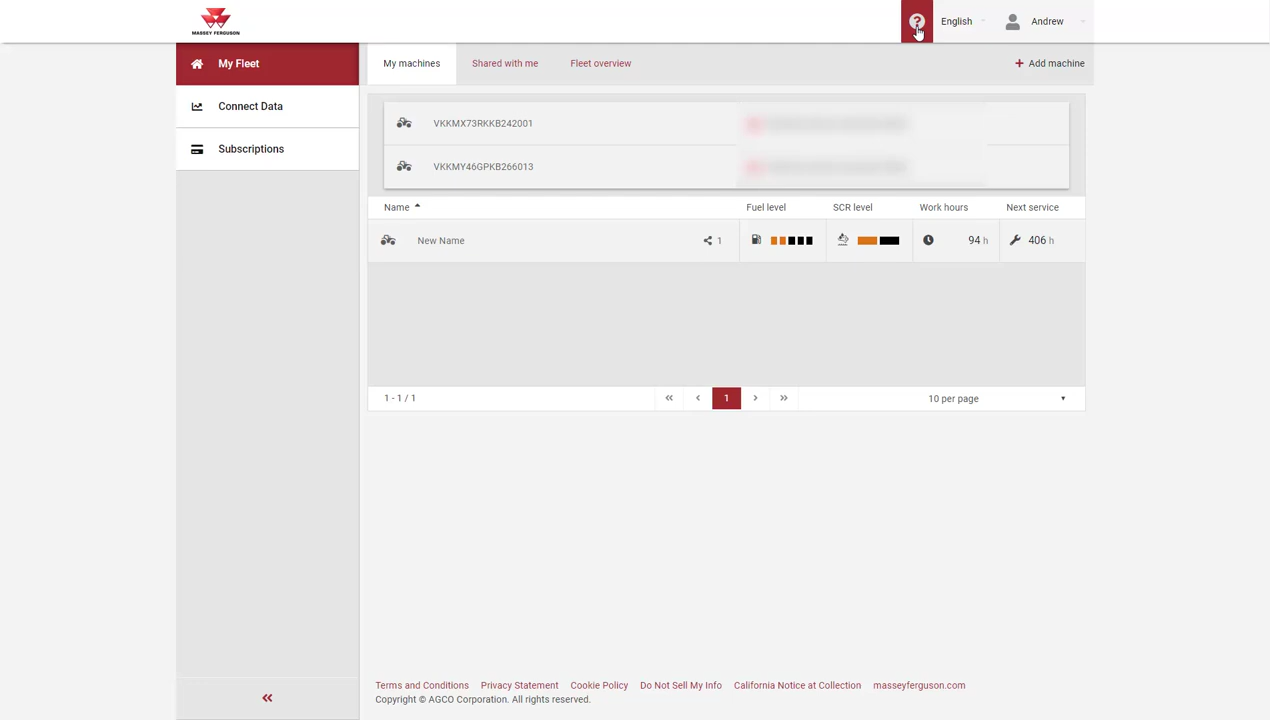 MASSEY FERGUSON
?
English
Andrew
My Fleet
My machines
Shared with me
Fleet overview
+ Add machine
Connect Data
VKKMX73RKKB242001
Subscriptions
VKKMY46GPKB266013
Name
Fuel level
SCR level
Work hours
Next service
New Name
1
94 h
406 h
1 - 1 / 1
«
‹
1
›
»
10 per page
«
Terms and Conditions
Privacy Statement
Cookie Policy
Do Not Sell My Info
California Notice at Collection
masseyferguson.com
Copyright © AGCO Corporation. All rights reserved.